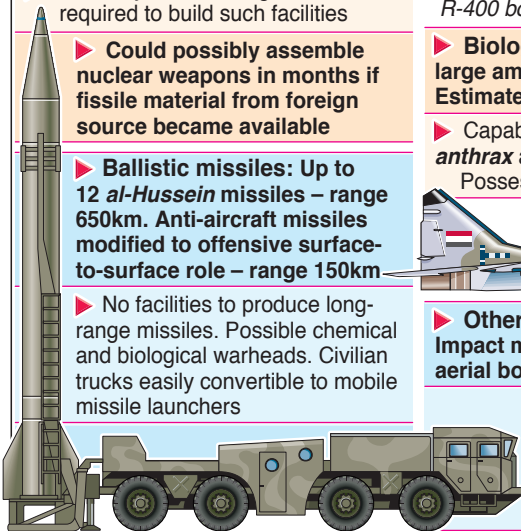 required to build such facilities
Could possibly assemble
nuclear weapons in months if
fissile material from foreign
source became available
Ballistic missiles: Up to
12 al-Hussein missiles – range
650km. Anti-aircraft missiles
modified to offensive surface-
to-surface role – range 150km
No facilities to produce long-
range missiles. Possible chemical
and biological warheads. Civilian
trucks easily convertible to mobile
missile launchers
R-400 bo
Biolo
large am
Estimate
Capab
anthrax a
Posses
Other
Impact m
aerial bo